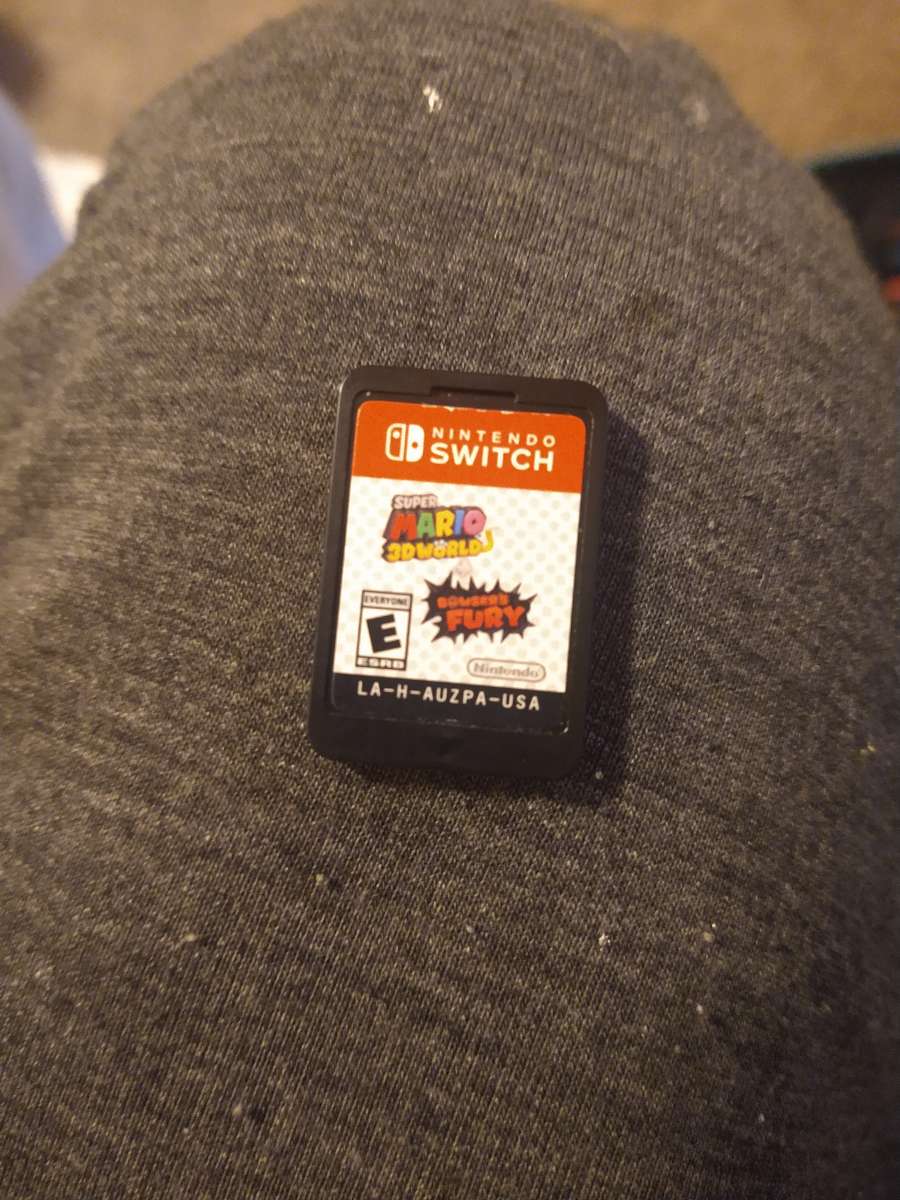 NINTENDO
SWITCH
SUPER
MARIO
3D WORLD
BOWSER'S
FURY
EVERYONE
E
ESRB
Nintendo
LA-H-AUZPA-USA